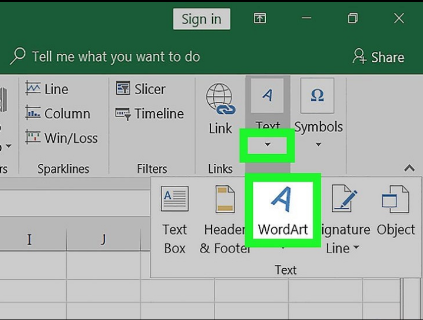 Sign in
Tell me what you want to do
Share
Line
Slicer
Column
Timeline
Win/Loss
Link
Text
Symbols
Sparklines
Filters
Links
Text
Box
Header
& Footer
WordArt
ignature
Line
Object
I
J
Text